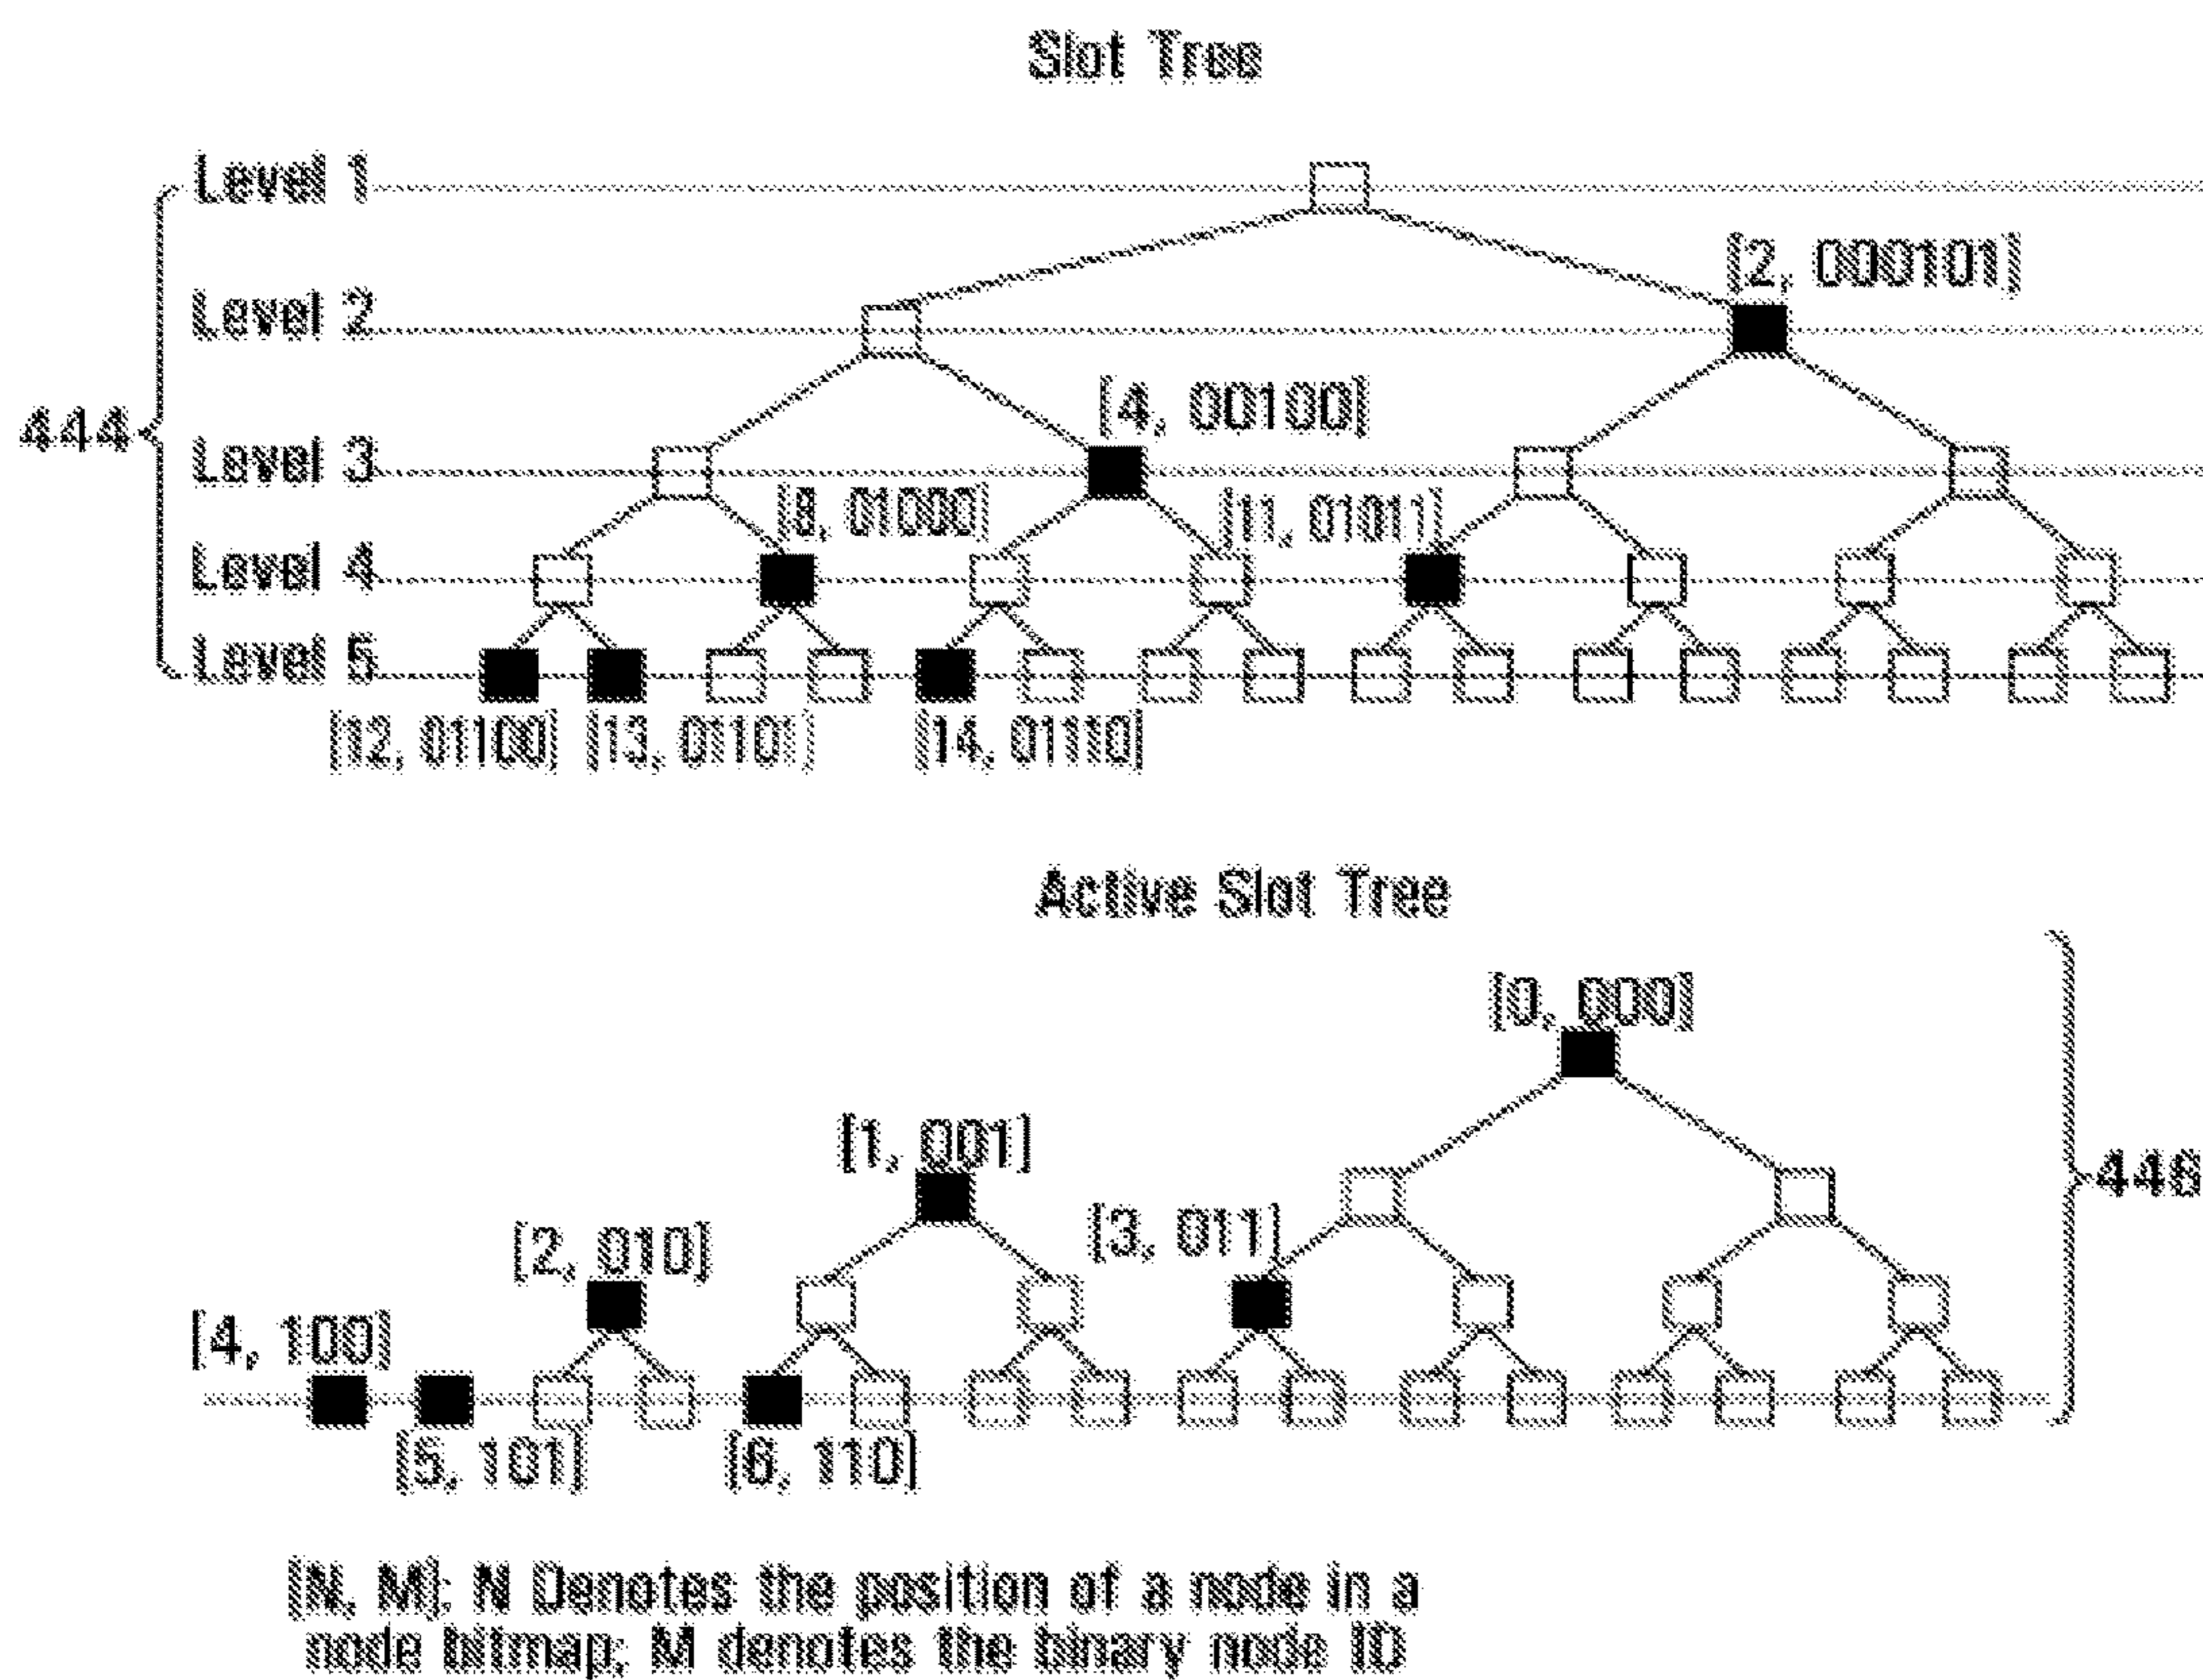 Slot Tree
Level 1
[2, 000101]
Level 2
[4, 00100]
444
Level 3
[8, 01000]
[11, 01011]
Level 4
Level 5
[12, 01100]
[13, 01101]
[14, 01110]
Active Slot Tree
[0, 000]
[1, 001]
446
[3, 011]
[2, 010]
[4, 100]
[5, 101]
[6, 110]
[N, M]: N Denotes the position of a node in a
node bitmap; M denotes the binary node ID